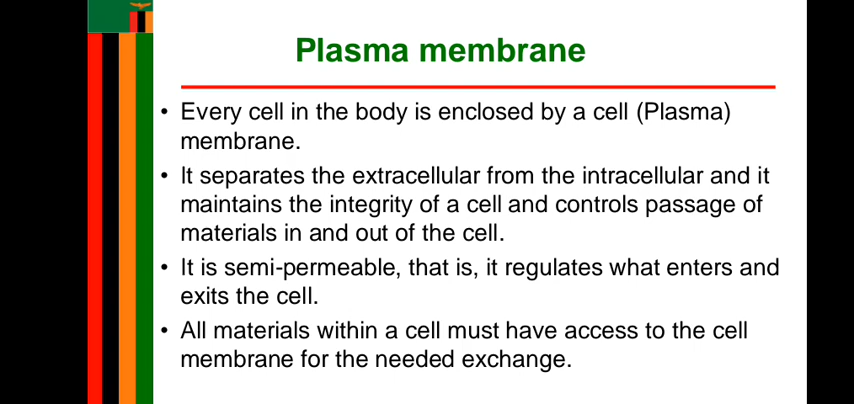 Plasma membrane
• Every cell in the body is enclosed by a cell (Plasma)
membrane.
• It separates the extracellular from the intracellular and it
maintains the integrity of a cell and controls passage of
materials in and out of the cell.
• It is semi-permeable, that is, it regulates what enters and
exits the cell.
• All materials within a cell must have access to the cell
membrane for the needed exchange.